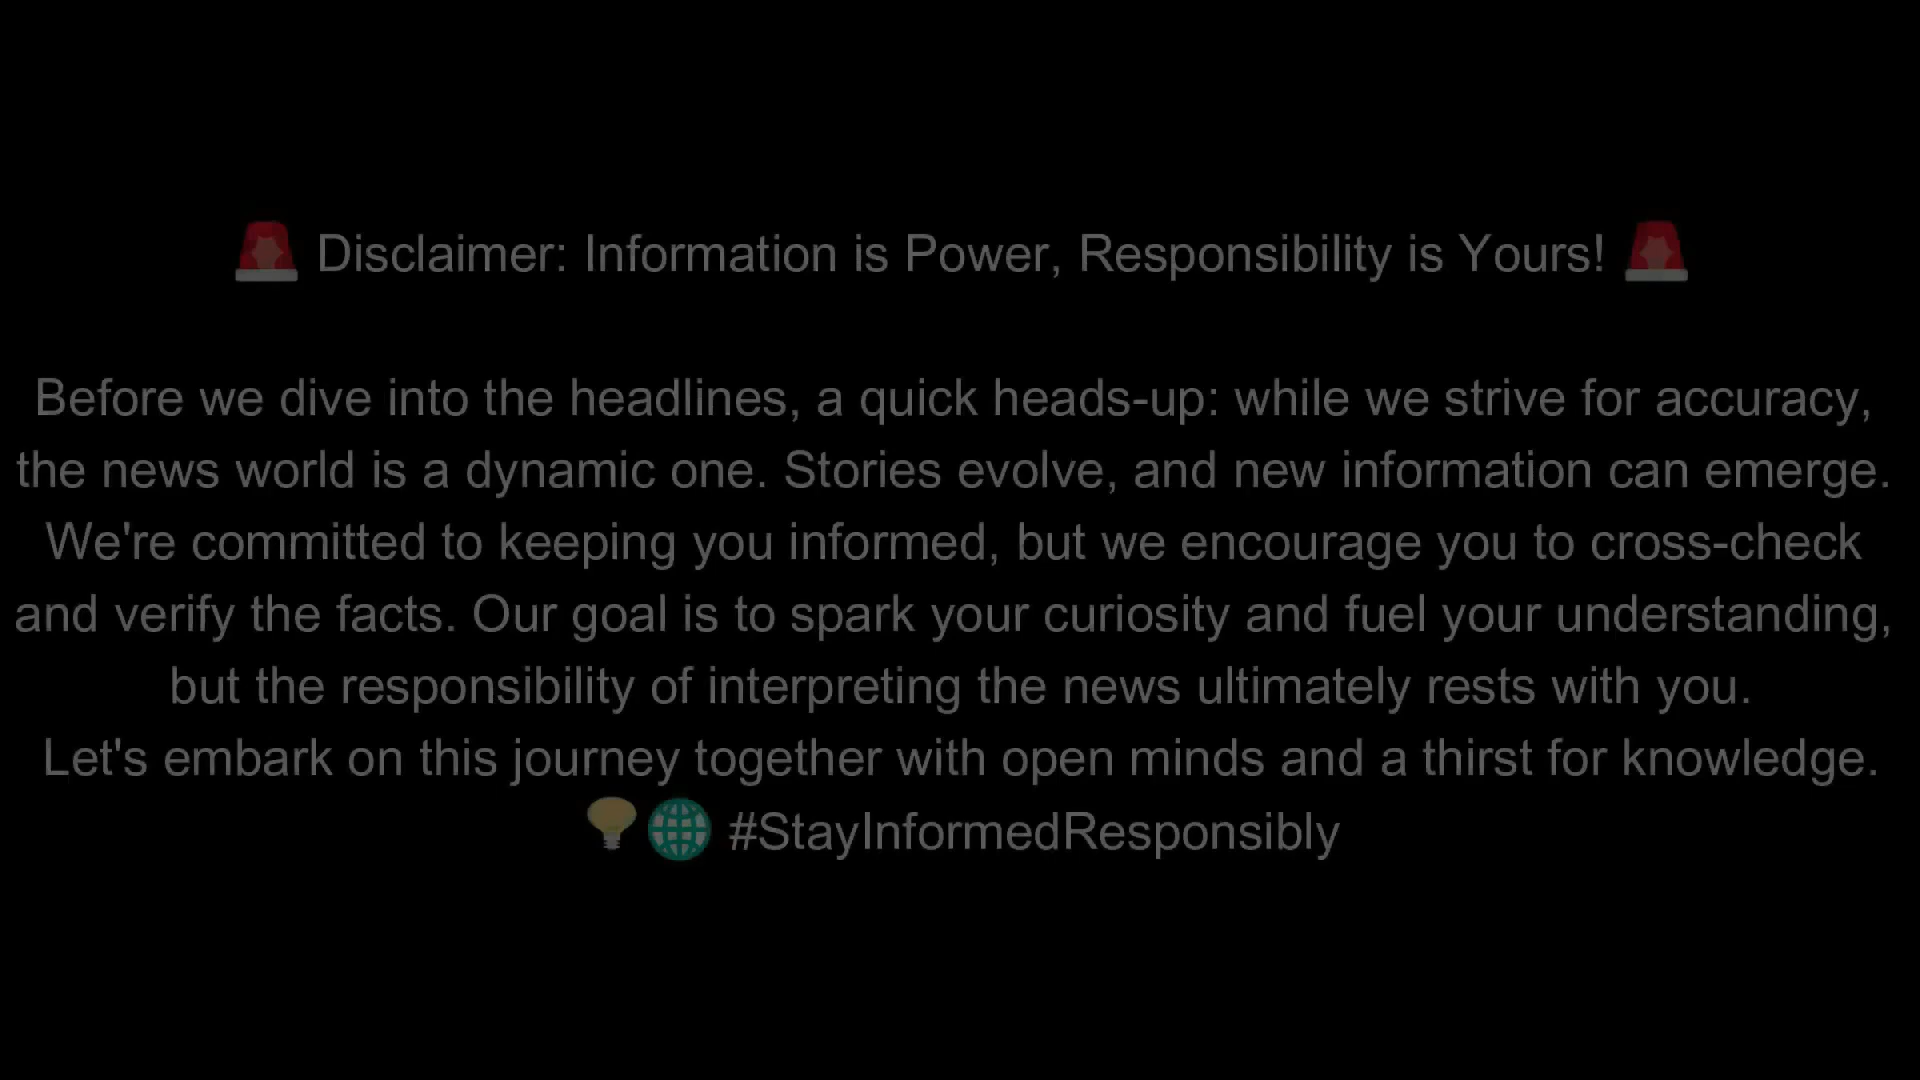 🚨 Disclaimer: Information is Power, Responsibility is Yours! 🚨
Before we dive into the headlines, a quick heads-up: while we strive for accuracy,
the news world is a dynamic one. Stories evolve, and new information can emerge.
We're committed to keeping you informed, but we encourage you to cross-check
and verify the facts. Our goal is to spark your curiosity and fuel your understanding,
but the responsibility of interpreting the news ultimately rests with you.
Let's embark on this journey together with open minds and a thirst for knowledge.
💡🌐 #StayInformedResponsibly